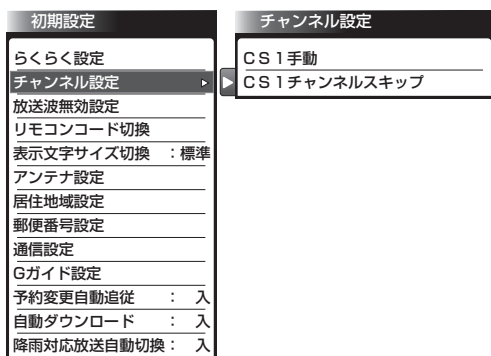 初期設定
らくらく設定
チャンネル設定
放送波無効設定
リモコンコード切換
表示文字サイズ切換 ：標準
アンテナ設定
居住地域設定
郵便番号設定
通信設定
Gガイド設定
予約変更自動追従 ： 入
自動ダウンロード ： 入
降雨対応放送自動切換： 入
チャンネル設定
ＣＳ１手動
ＣＳ１チャンネルスキップ